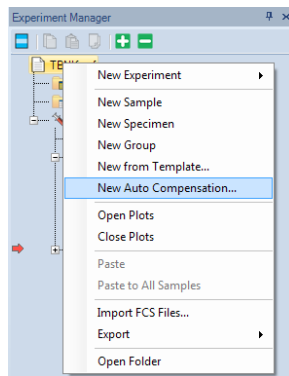 Experiment Manager
New Experiment
New Sample
New Specimen
New Group
New from Template...
New Auto Compensation...
Open Plots
Close Plots
Paste
Paste to All Samples
Import FCS Files...
Export
Open Folder